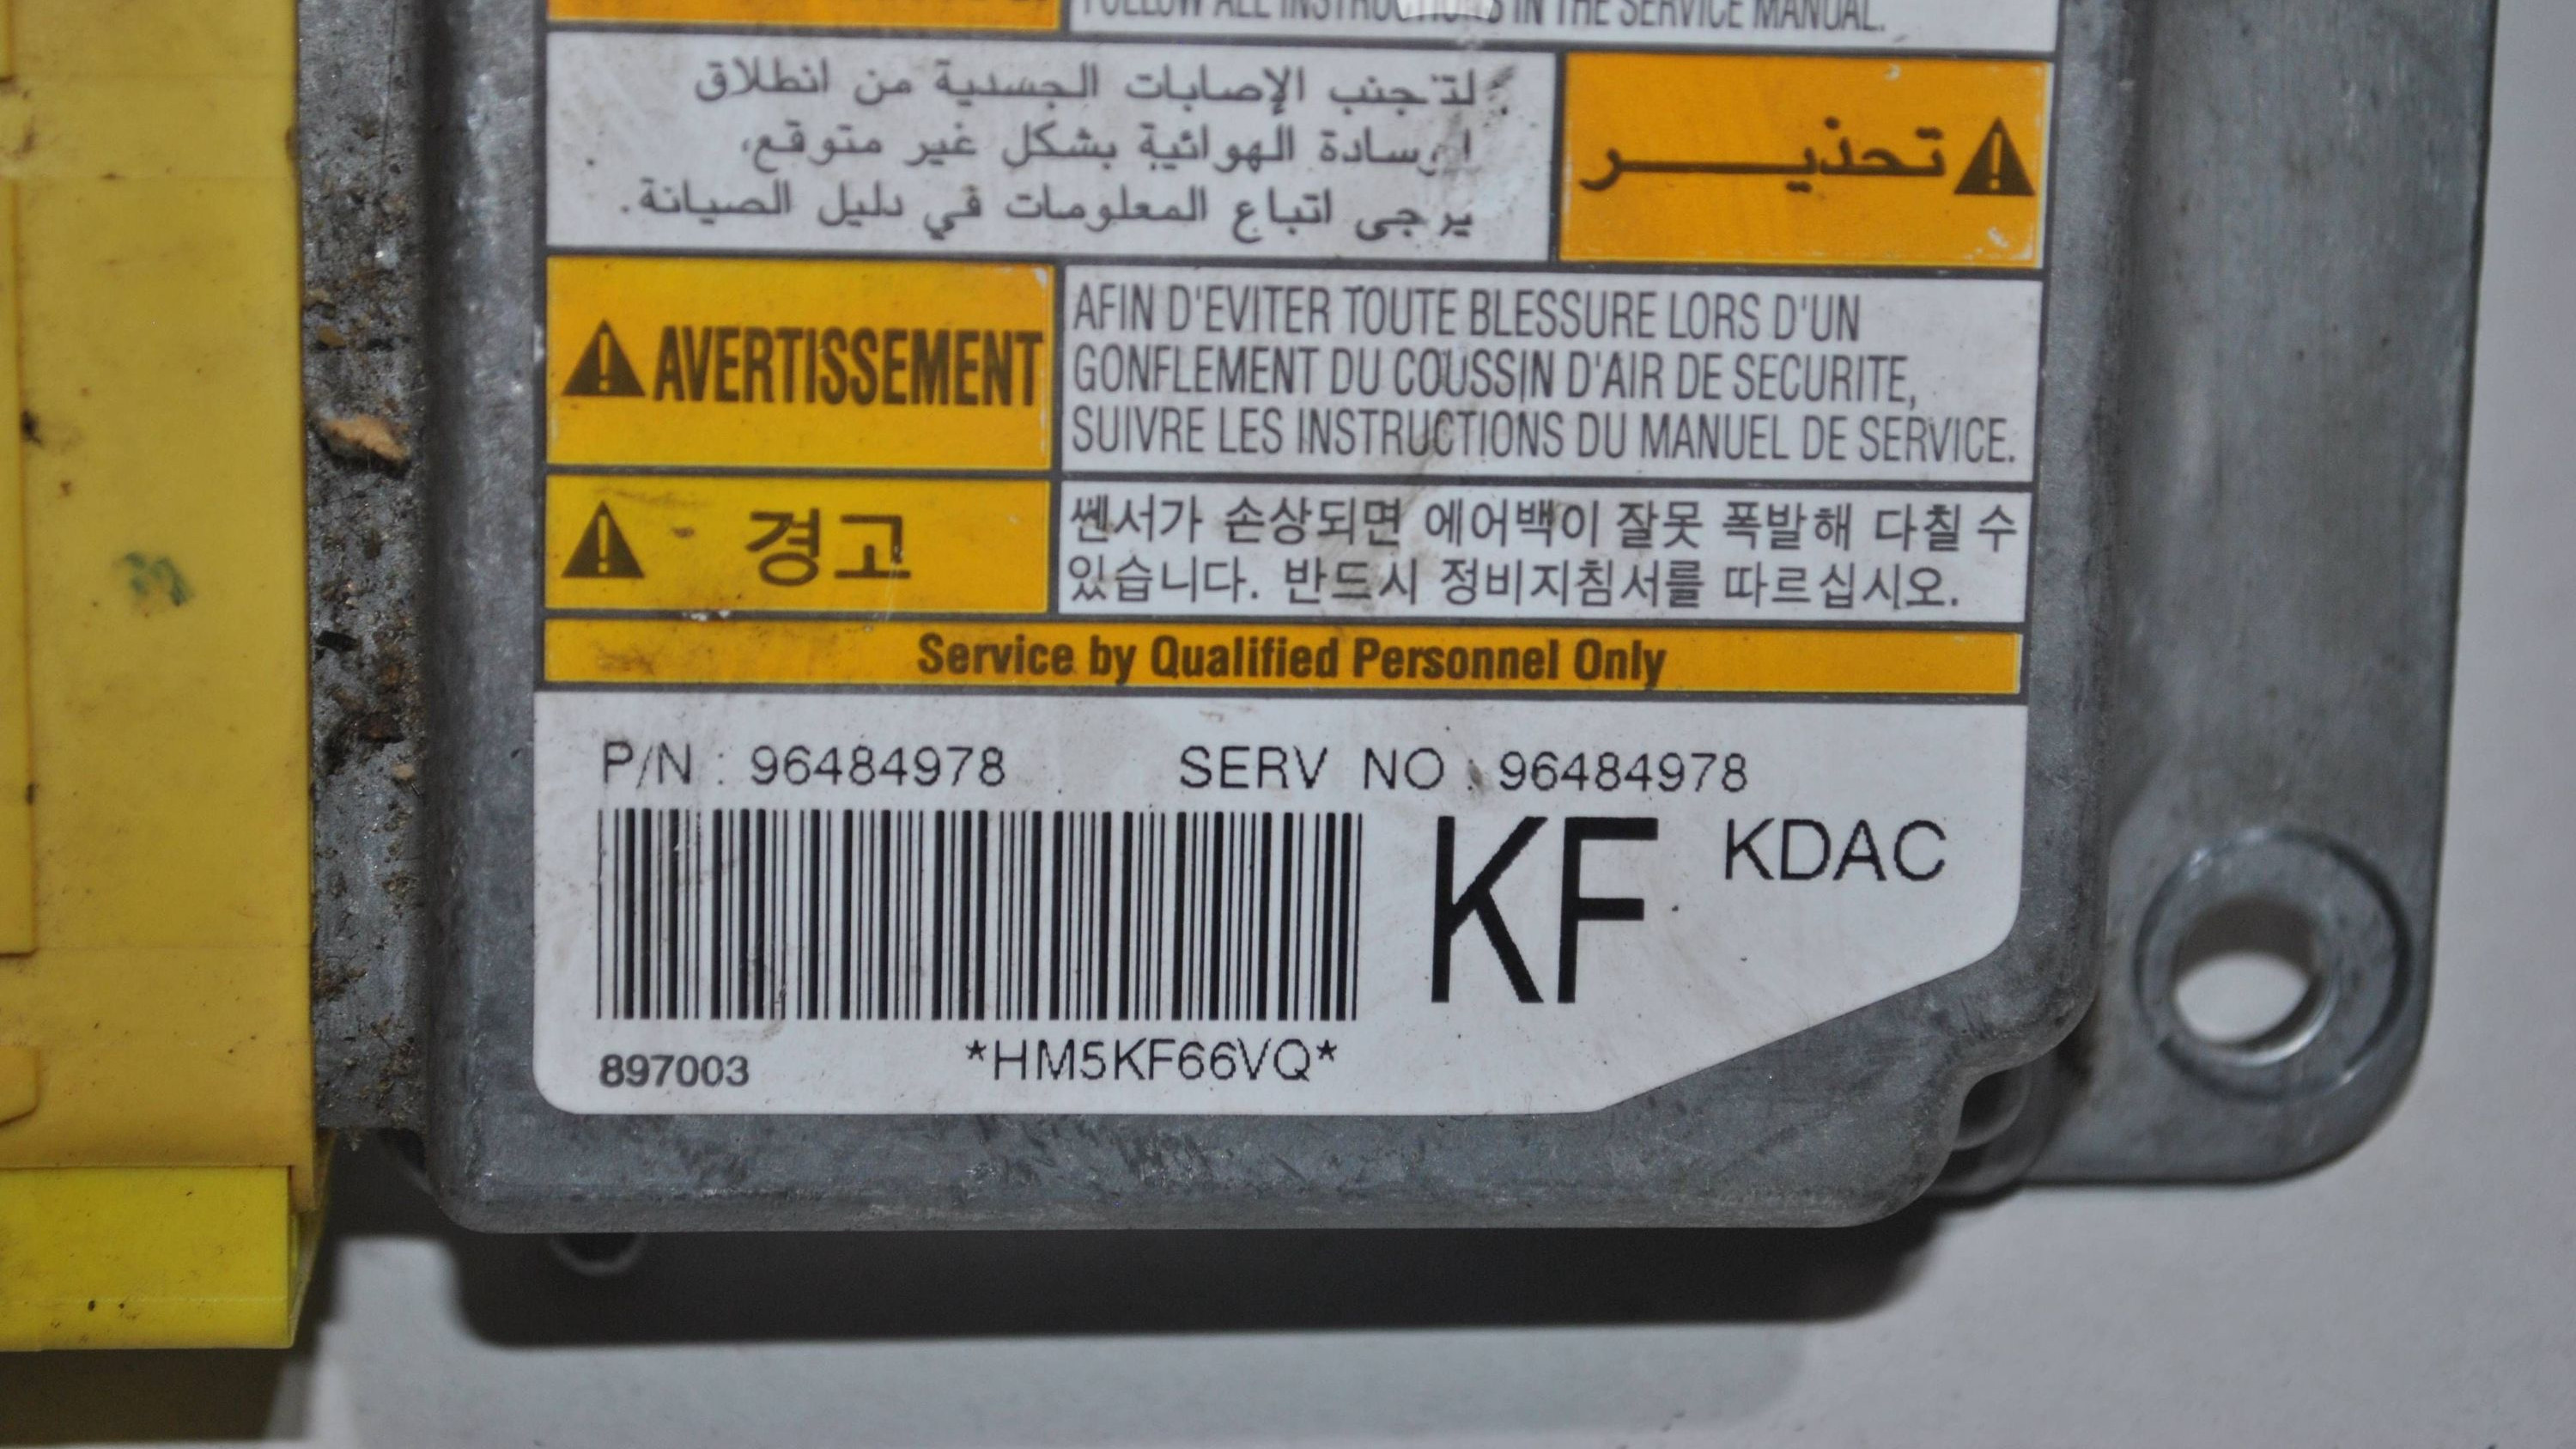 FOLLOW ALL INSTRUCTIONS IN THE SERVICE MANUAL.
تحذيـــر
لتجنب الإصابات الجسدية من انطلاق
الوسادة الهوائية بشكل غير متوقع،
يرجى اتباع المعلومات في دليل الصيانة.
AVERTISSEMENT
AFIN D'EVITER TOUTE BLESSURE LORS D'UN
GONFLEMENT DU COUSSIN D'AIR DE SECURITE,
SUIVRE LES INSTRUCTIONS DU MANUEL DE SERVICE.
경고
쎈서가 손상되면 에어백이 잘못 폭발해 다칠 수
있습니다. 반드시 정비지침서를 따르십시오.
Service by Qualified Personnel Only
P/N : 96484978 SERV NO : 96484978
KF KDAC
897003 *HM5KF66VQ*